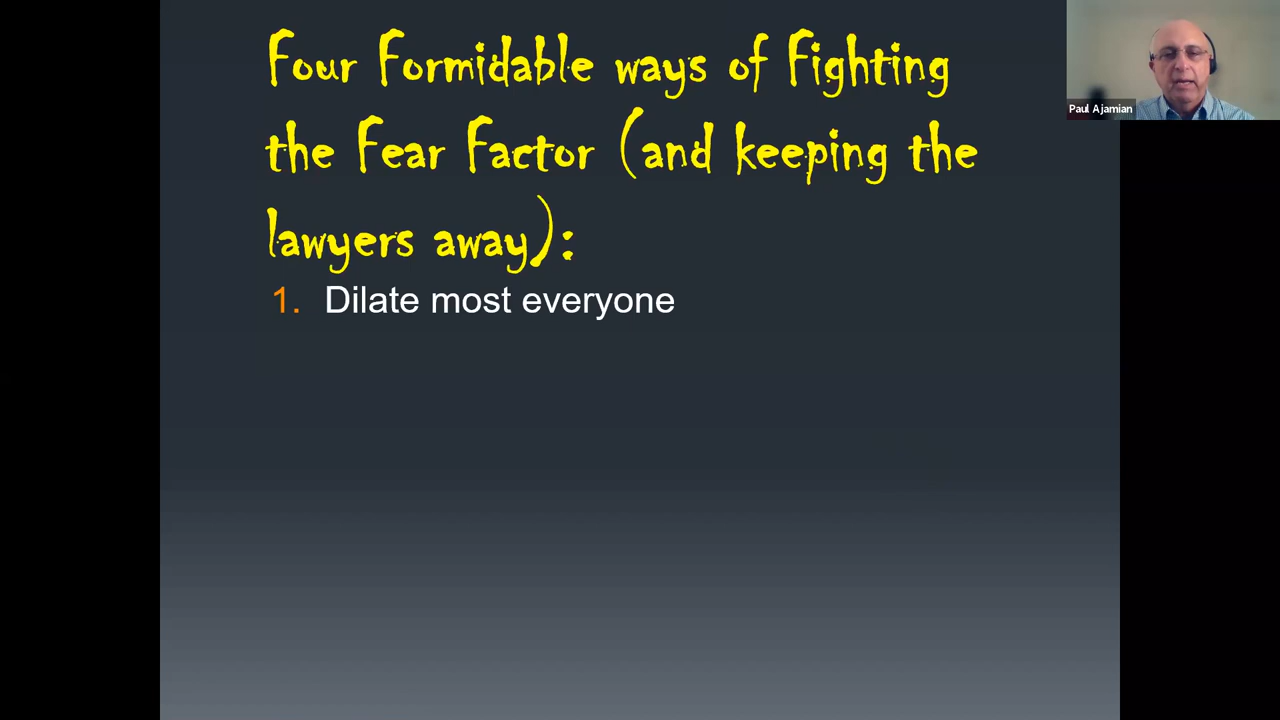 Four Formidable ways of Fighting
the Fear Factor (and keeping the
lawyers away):
1. Dilate most everyone
Paul Ajamian